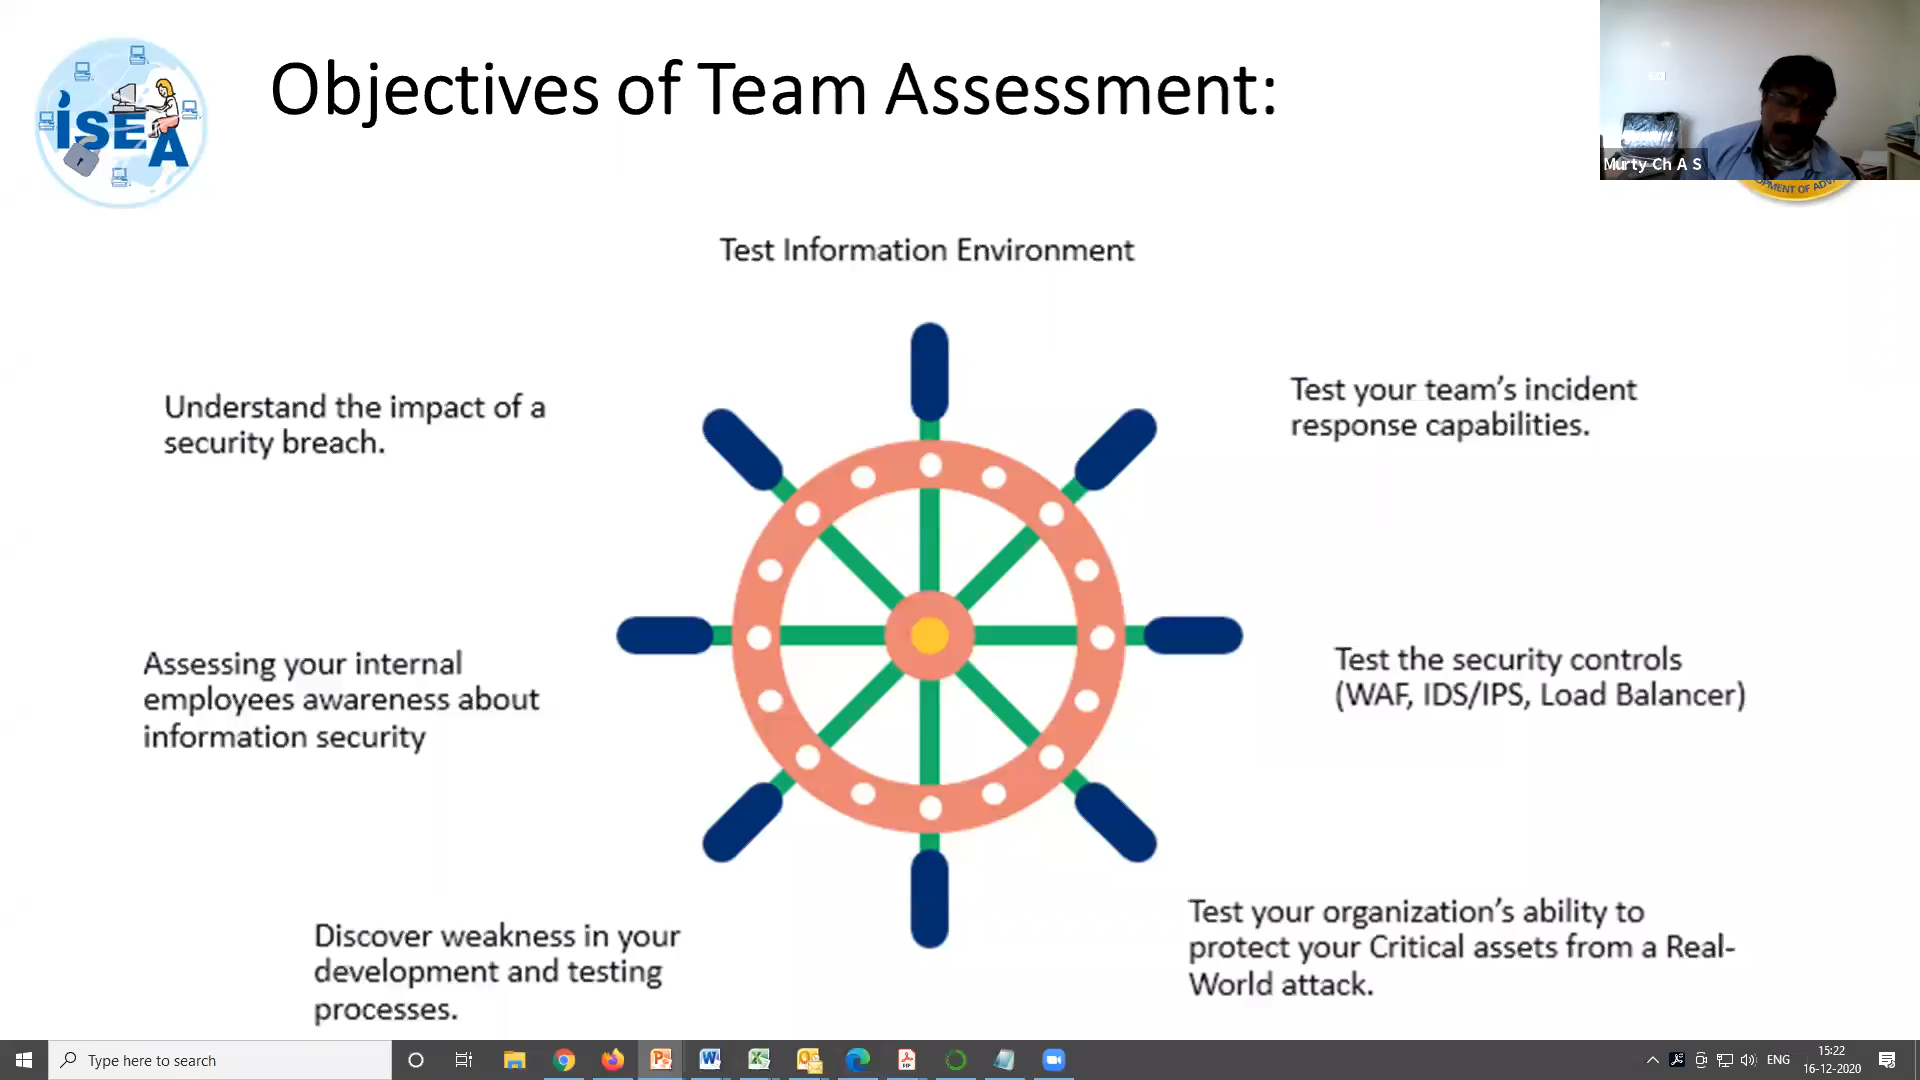 ISEA
Objectives of Team Assessment:
Murty Ch A S
OPMENT OF ADV
Test Information Environment
Understand the impact of a
security breach.
Test your team’s incident
response capabilities.
Assessing your internal
employees awareness about
information security
Test the security controls
(WAF, IDS/IPS, Load Balancer)
Discover weakness in your
development and testing
processes.
Test your organization’s ability to
protect your Critical assets from a Real-
World attack.
Type here to search
ENG
15:22
16-12-2020